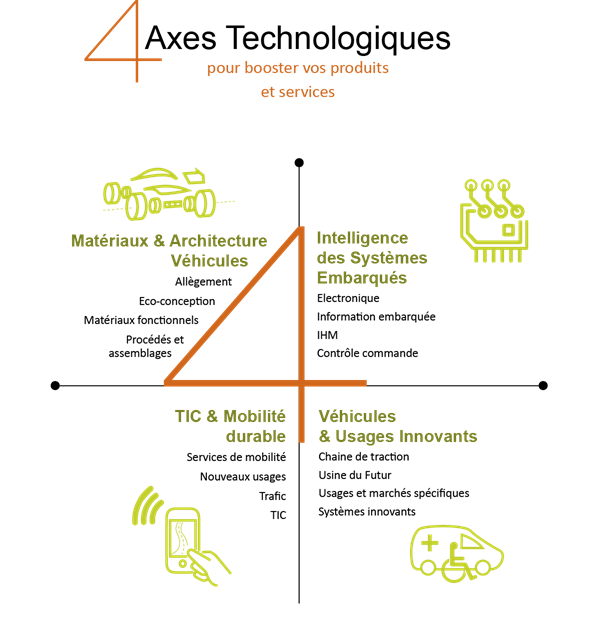 4 Axes Technologiques
pour booster vos produits
et services
Matériaux & Architecture
Véhicules
Allègement
Eco-conception
Matériaux fonctionnels
Procédés et
assemblages
Intelligence
des Systèmes
Embarqués
Electronique
Information embarquée
IHM
Contrôle commande
TIC & Mobilité
durable
Services de mobilité
Nouveaux usages
Trafic
TIC
Véhicules
& Usages Innovants
Chaine de traction
Usine du Futur
Usages et marchés spécifiques
Systèmes innovants